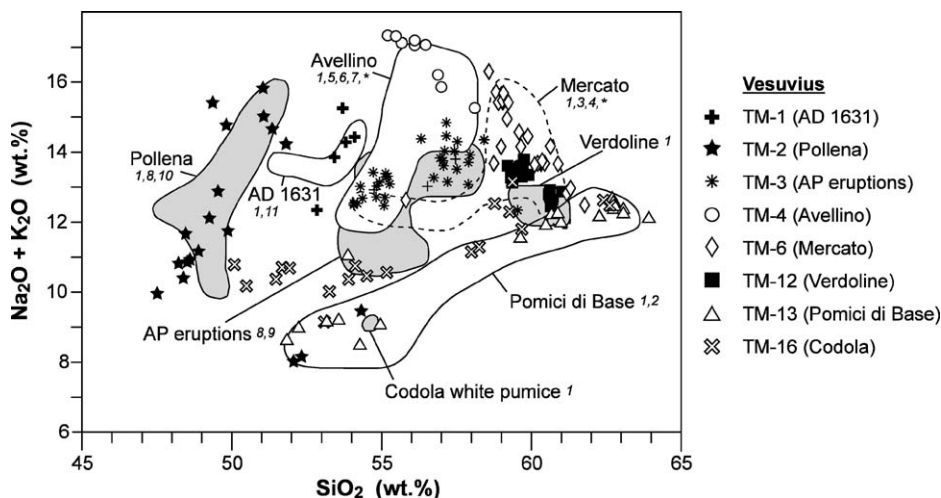 Na2O + K2O (wt.%)
16
14
12
10
8
6
45
50
55
60
65
SiO2 (wt.%)
Avellino
1,5,6,7,*
Mercato
1,3,4,*
Verdoline 1
Pollena
1,8,10
AD 1631
1,11
AP eruptions 8,9
Pomici di Base 1,2
Codola white pumice 1
Vesuvius
TM-1 (AD 1631)
TM-2 (Pollena)
TM-3 (AP eruptions)
TM-4 (Avellino)
TM-6 (Mercato)
TM-12 (Verdoline)
TM-13 (Pomici di Base)
TM-16 (Codola)